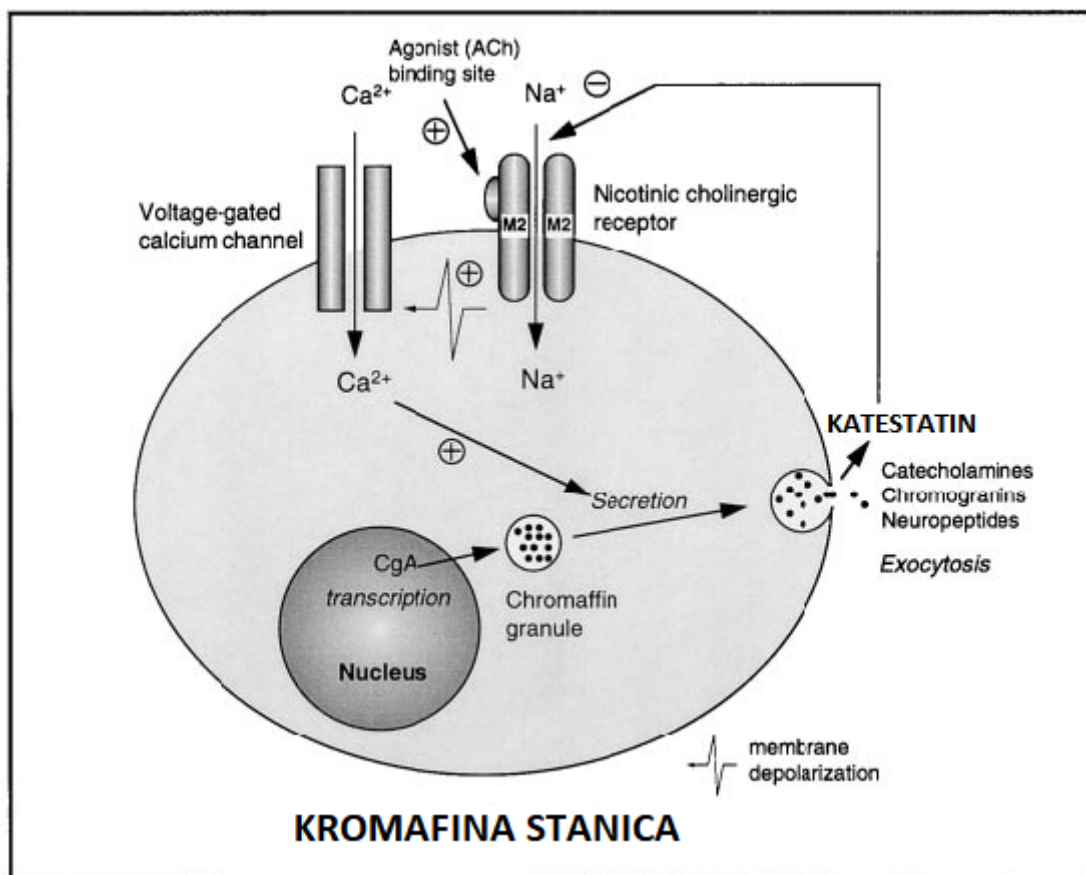 Agonist (ACh)
binding site
Ca²⁺
Na⁺
−
+
Voltage-gated
calcium channel
M2
M2
Nicotinic cholinergic
receptor
+
Ca²⁺
Na⁺
+
KATESTATIN
Catecholamines
Chromogranins
Neuropeptides
Exocytosis
Secretion
CgA
transcription
Nucleus
Chromaffin
granule
membrane
depolarization
KROMAFINA STANICA